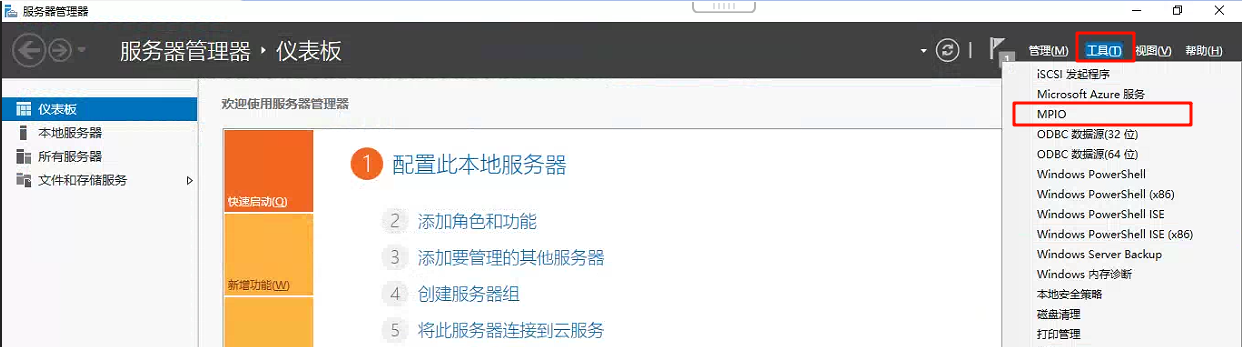 服务器管理器
服务器管理器 · 仪表板
管理(M) 工具(T) 视图(V) 帮助(H)
1
仪表板
本地服务器
所有服务器
文件和存储服务
欢迎使用服务器管理器
快速启动(Q)
新增功能(W)
1 配置此本地服务器
2 添加角色和功能
3 添加要管理的其他服务器
4 创建服务器组
5 将此服务器连接到云服务
iSCSI 发起程序
Microsoft Azure 服务
MPIO
ODBC 数据源(32 位)
ODBC 数据源(64 位)
Windows PowerShell
Windows PowerShell (x86)
Windows PowerShell ISE
Windows PowerShell ISE (x86)
Windows Server Backup
Windows 内存诊断
本地安全策略
磁盘清理
打印管理